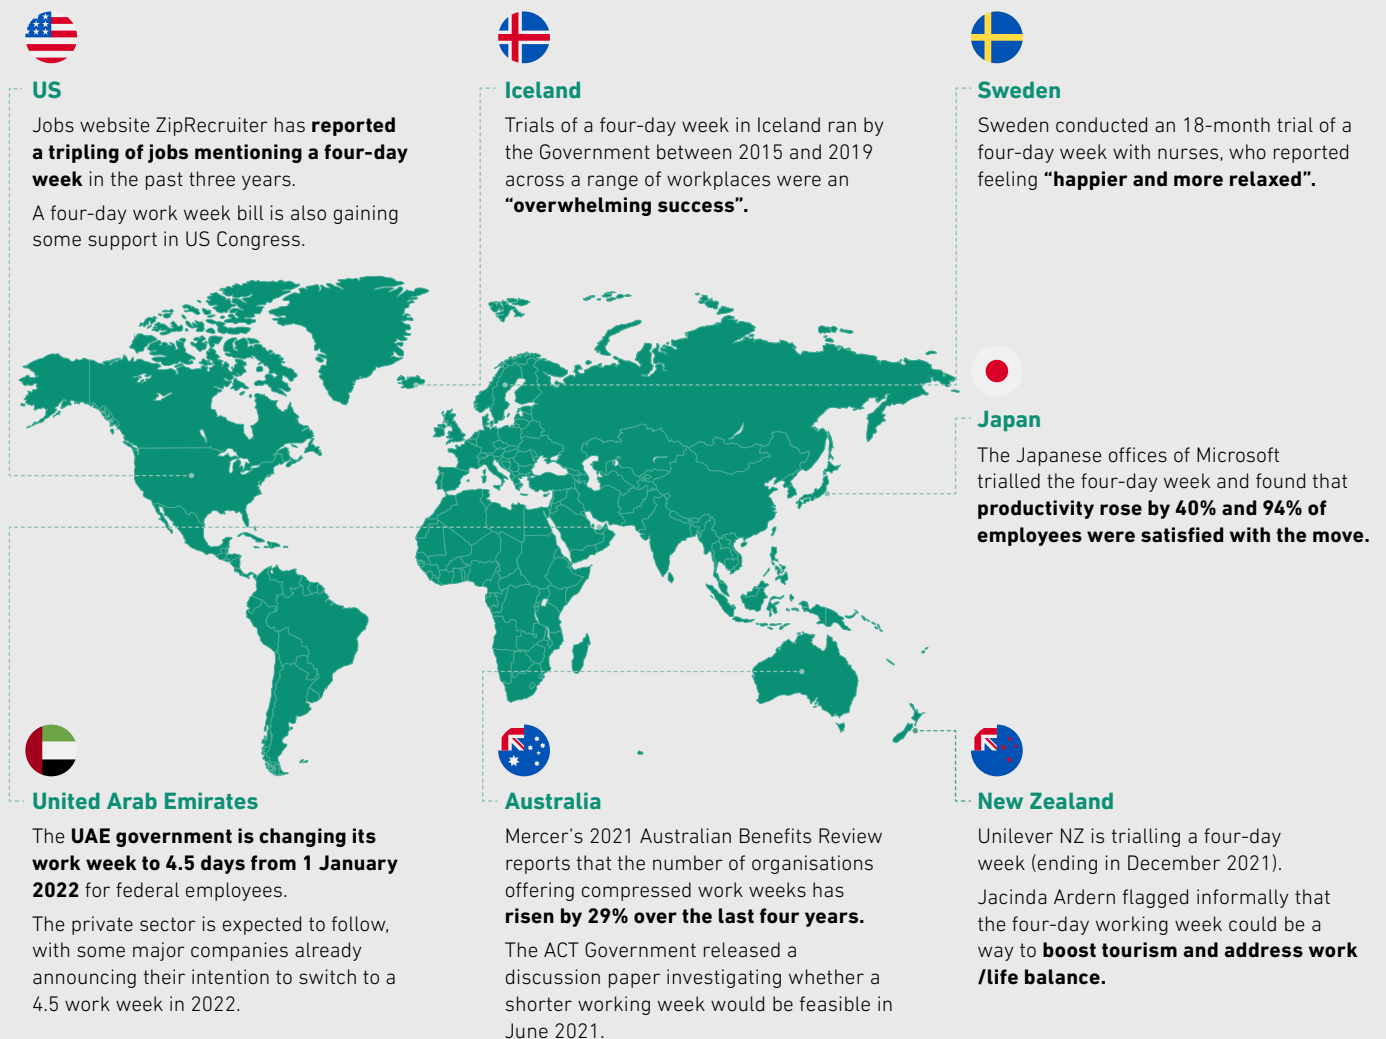 US
Jobs website ZipRecruiter has reported
a tripling of jobs mentioning a four-day
week in the past three years.
A four-day work week bill is also gaining
some support in US Congress.
Iceland
Trials of a four-day week in Iceland ran by
the Government between 2015 and 2019
across a range of workplaces were an
“overwhelming success”.
Sweden
Sweden conducted an 18-month trial of a
four-day week with nurses, who reported
feeling “happier and more relaxed”.
Japan
The Japanese offices of Microsoft
trialled the four-day week and found that
productivity rose by 40% and 94% of
employees were satisfied with the move.
United Arab Emirates
The UAE government is changing its
work week to 4.5 days from 1 January
2022 for federal employees.
The private sector is expected to follow,
with some major companies already
announcing their intention to switch to a
4.5 work week in 2022.
Australia
Mercer’s 2021 Australian Benefits Review
reports that the number of organisations
offering compressed work weeks has
risen by 29% over the last four years.
The ACT Government released a
discussion paper investigating whether a
shorter working week would be feasible in
June 2021.
New Zealand
Unilever NZ is trialling a four-day
week (ending in December 2021).
Jacinda Ardern flagged informally that
the four-day working week could be a
way to boost tourism and address work
/life balance.